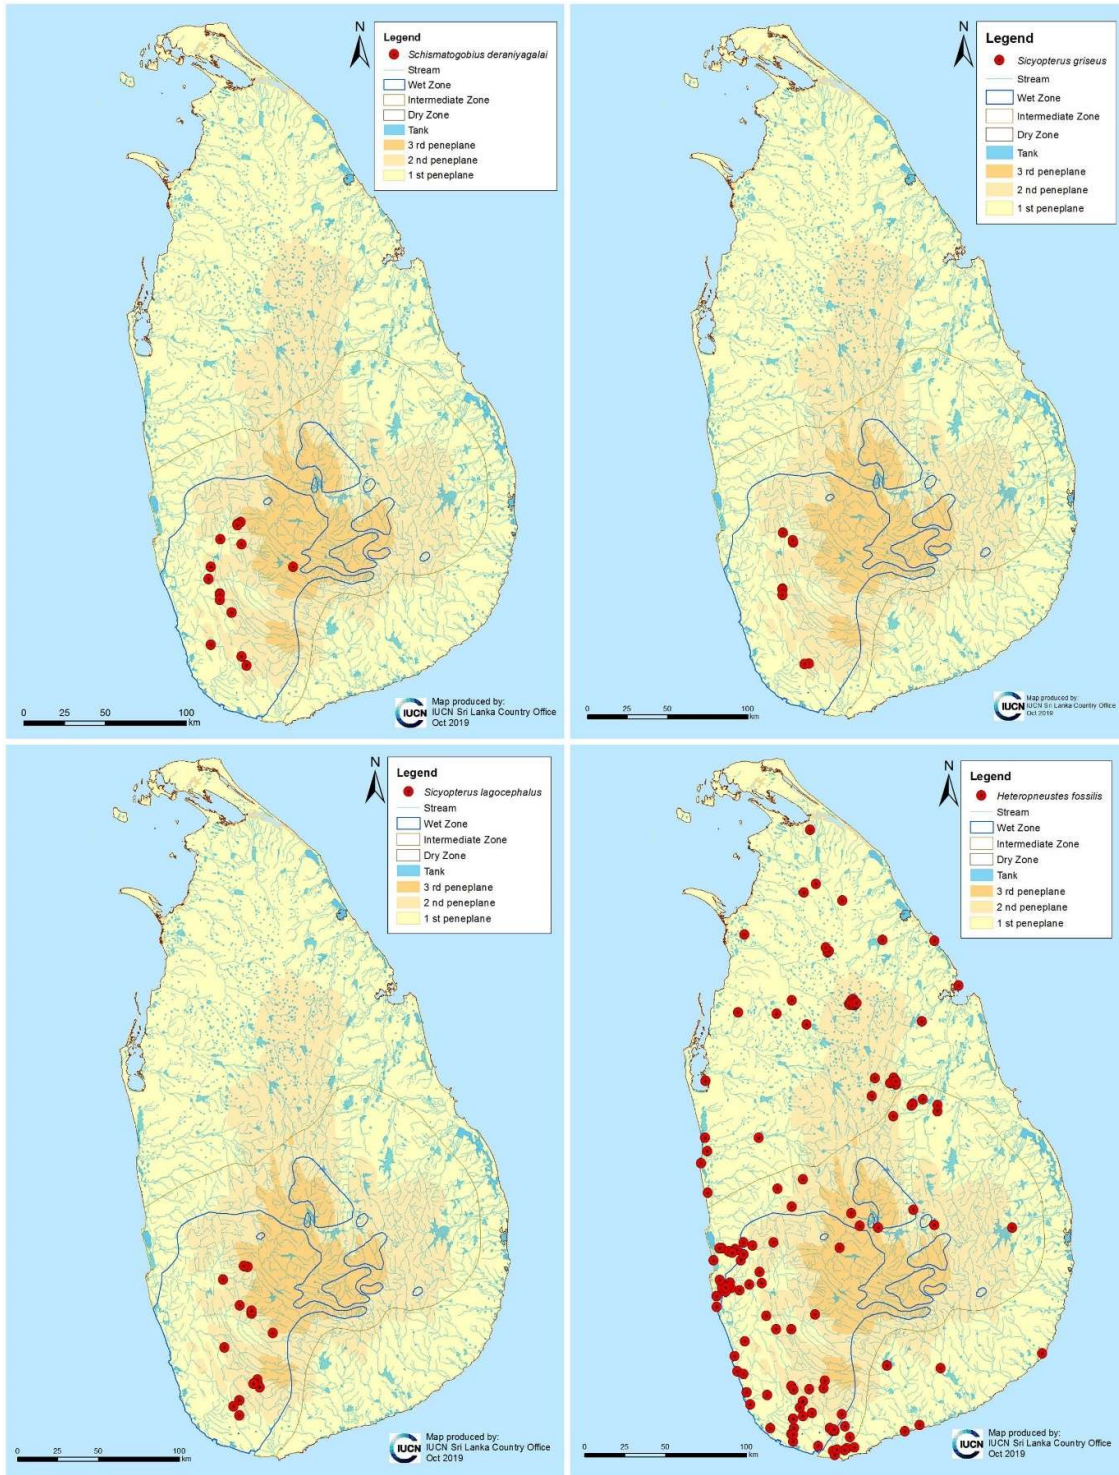 N
Legend
Schismatogobius deraniyagalai
Stream
Wet Zone
Intermediate Zone
Dry Zone
Tank
3 rd peneplane
2 nd peneplane
1 st peneplane
0 25 50 100
km
IUCN
Map produced by:
IUCN Sri Lanka Country Office
Oct 2019
N
Legend
Sicyopterus griseus
Stream
Wet Zone
Intermediate Zone
Dry Zone
Tank
3 rd peneplane
2 nd peneplane
1 st peneplane
0 25 50 100
km
IUCN
Map produced by:
IUCN Sri Lanka Country Office
Oct 2019
N
Legend
Sicyopterus lagocephalus
Stream
Wet Zone
Intermediate Zone
Dry Zone
Tank
3 rd peneplane
2 nd peneplane
1 st peneplane
0 25 50 100
km
IUCN
Map produced by:
IUCN Sri Lanka Country Office
Oct 2019
N
Legend
Heteropneustes fossilis
Stream
Wet Zone
Intermediate Zone
Dry Zone
Tank
3 rd peneplane
2 nd peneplane
1 st peneplane
0 25 50 100
km
IUCN
Map produced by:
IUCN Sri Lanka Country Office
Oct 2019